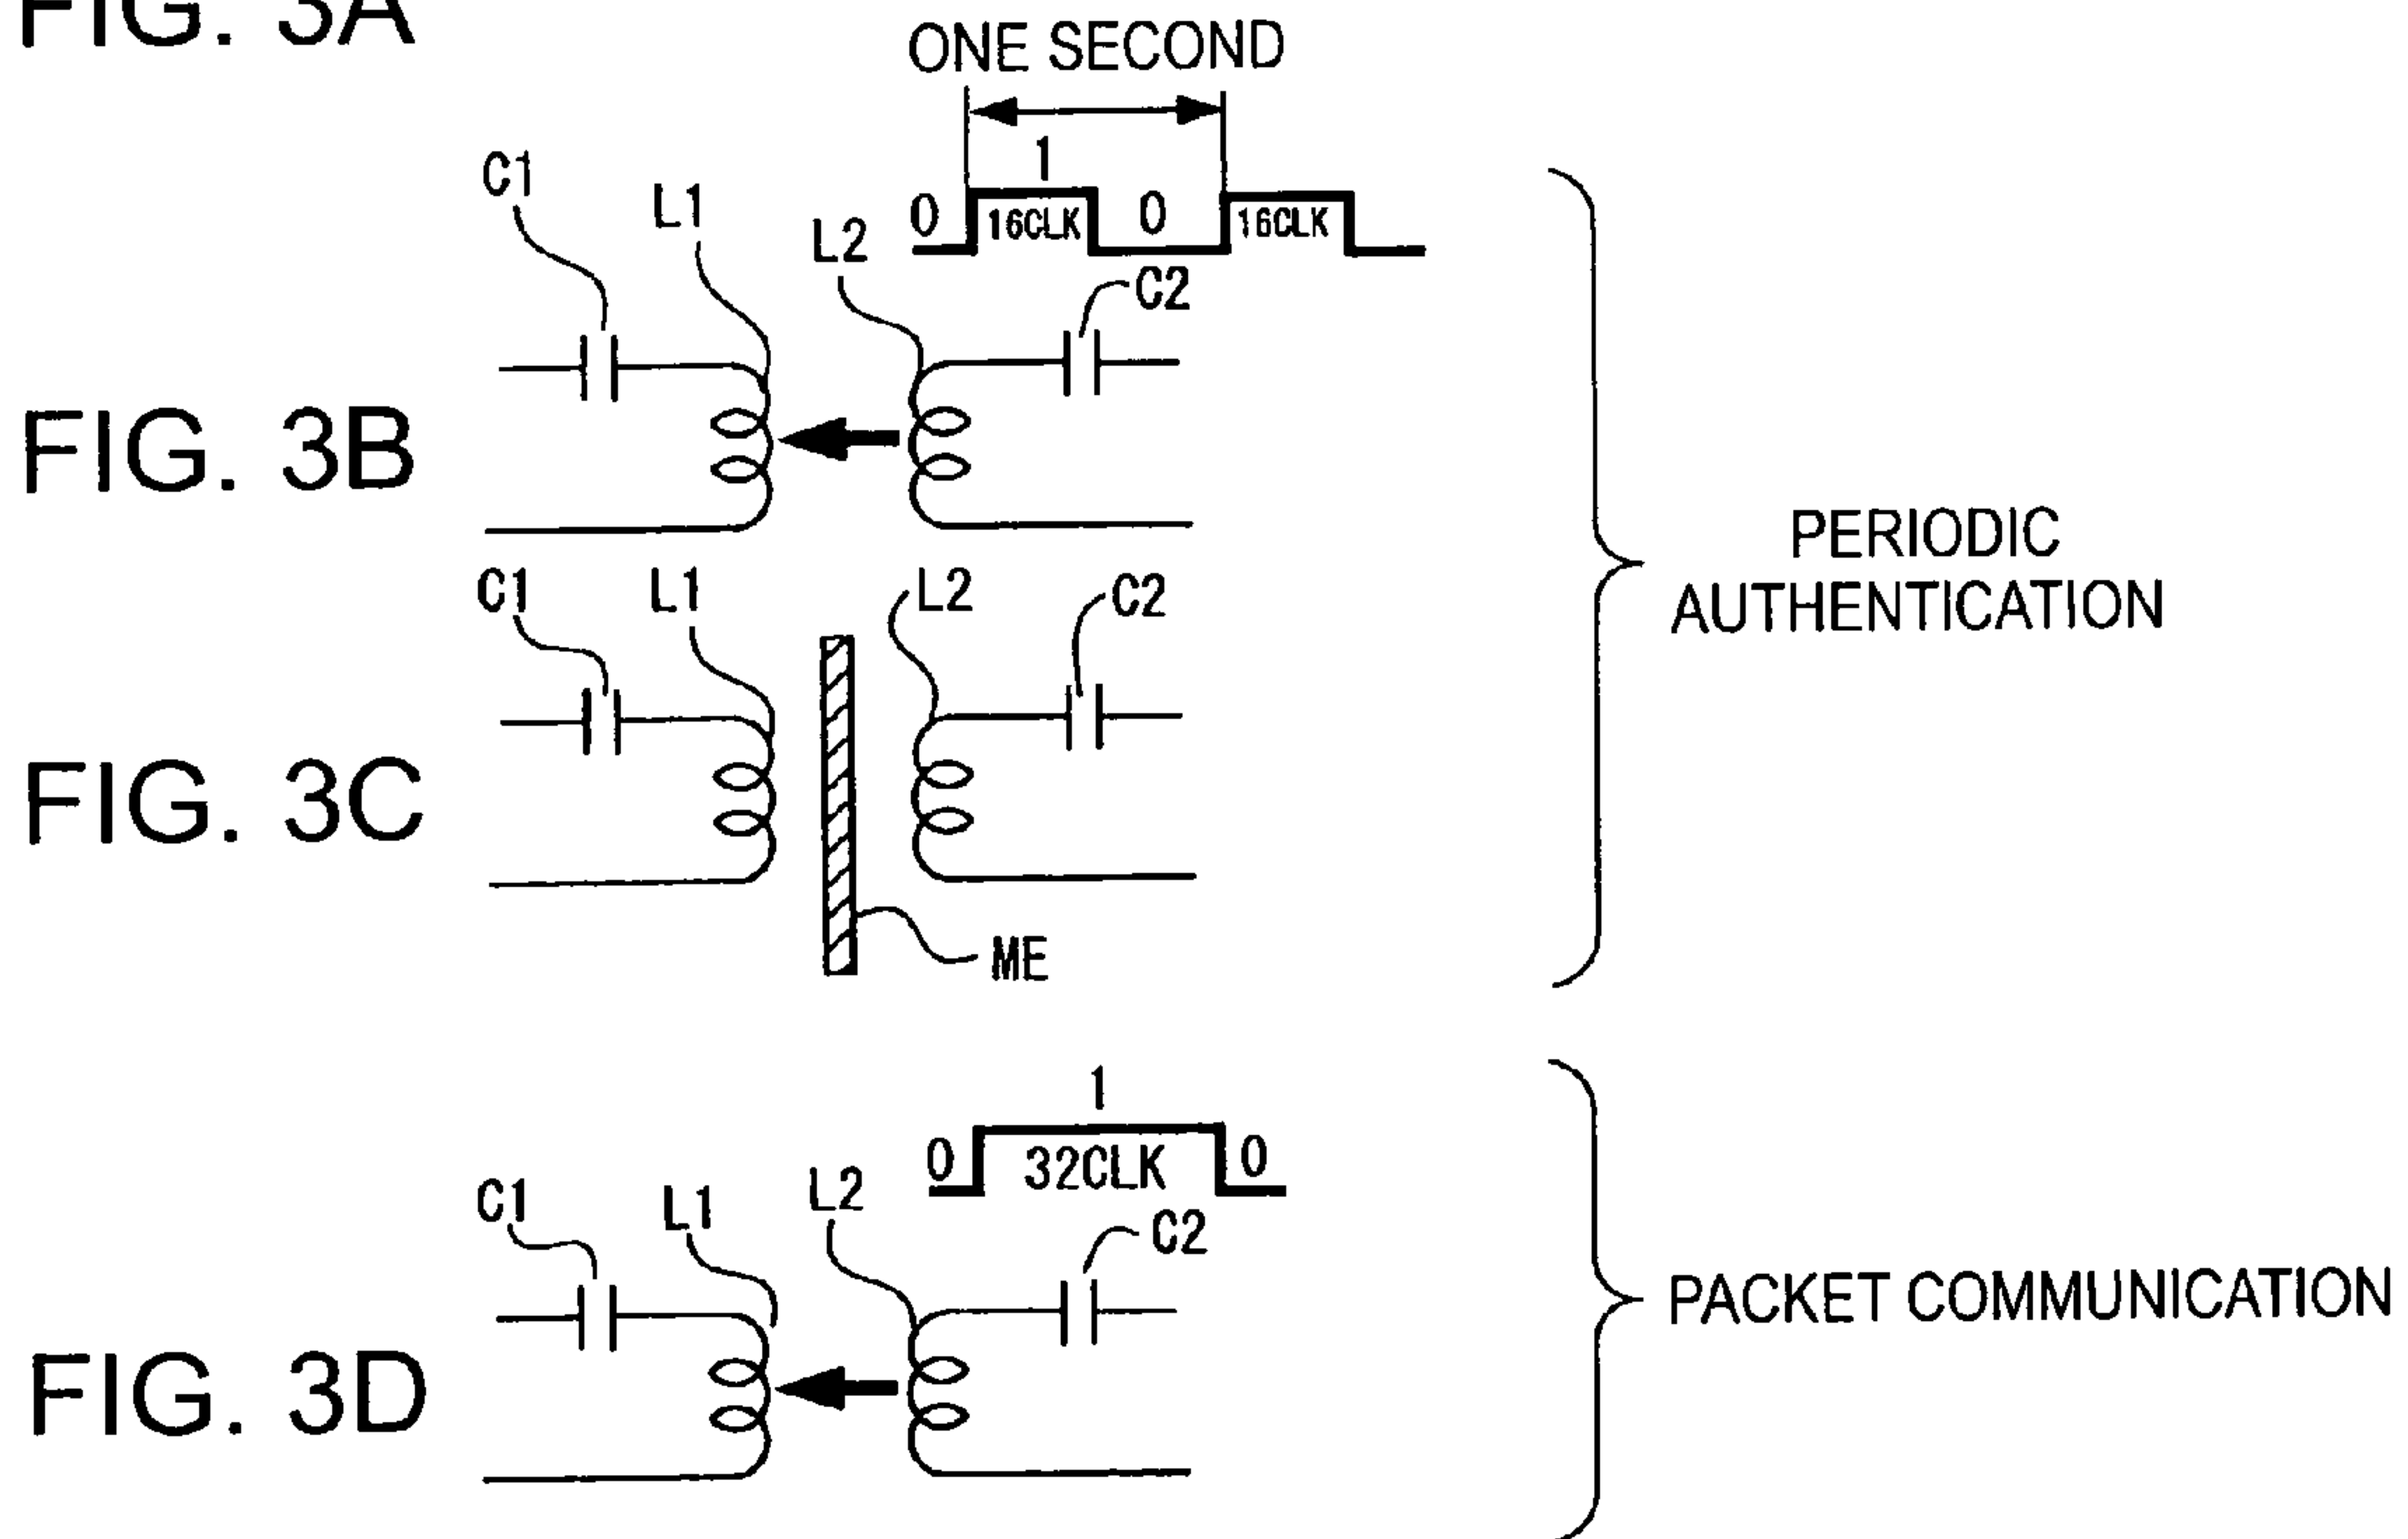 FIG. 3A
ONE SECOND
1
0
16CLK
0
16CLK
C1
L1
L2
C2
FIG. 3B
C1
L1
L2
C2
FIG. 3C
ME
PERIODIC
AUTHENTICATION
1
0
32CLK
0
C1
L1
L2
C2
FIG. 3D
PACKET COMMUNICATION